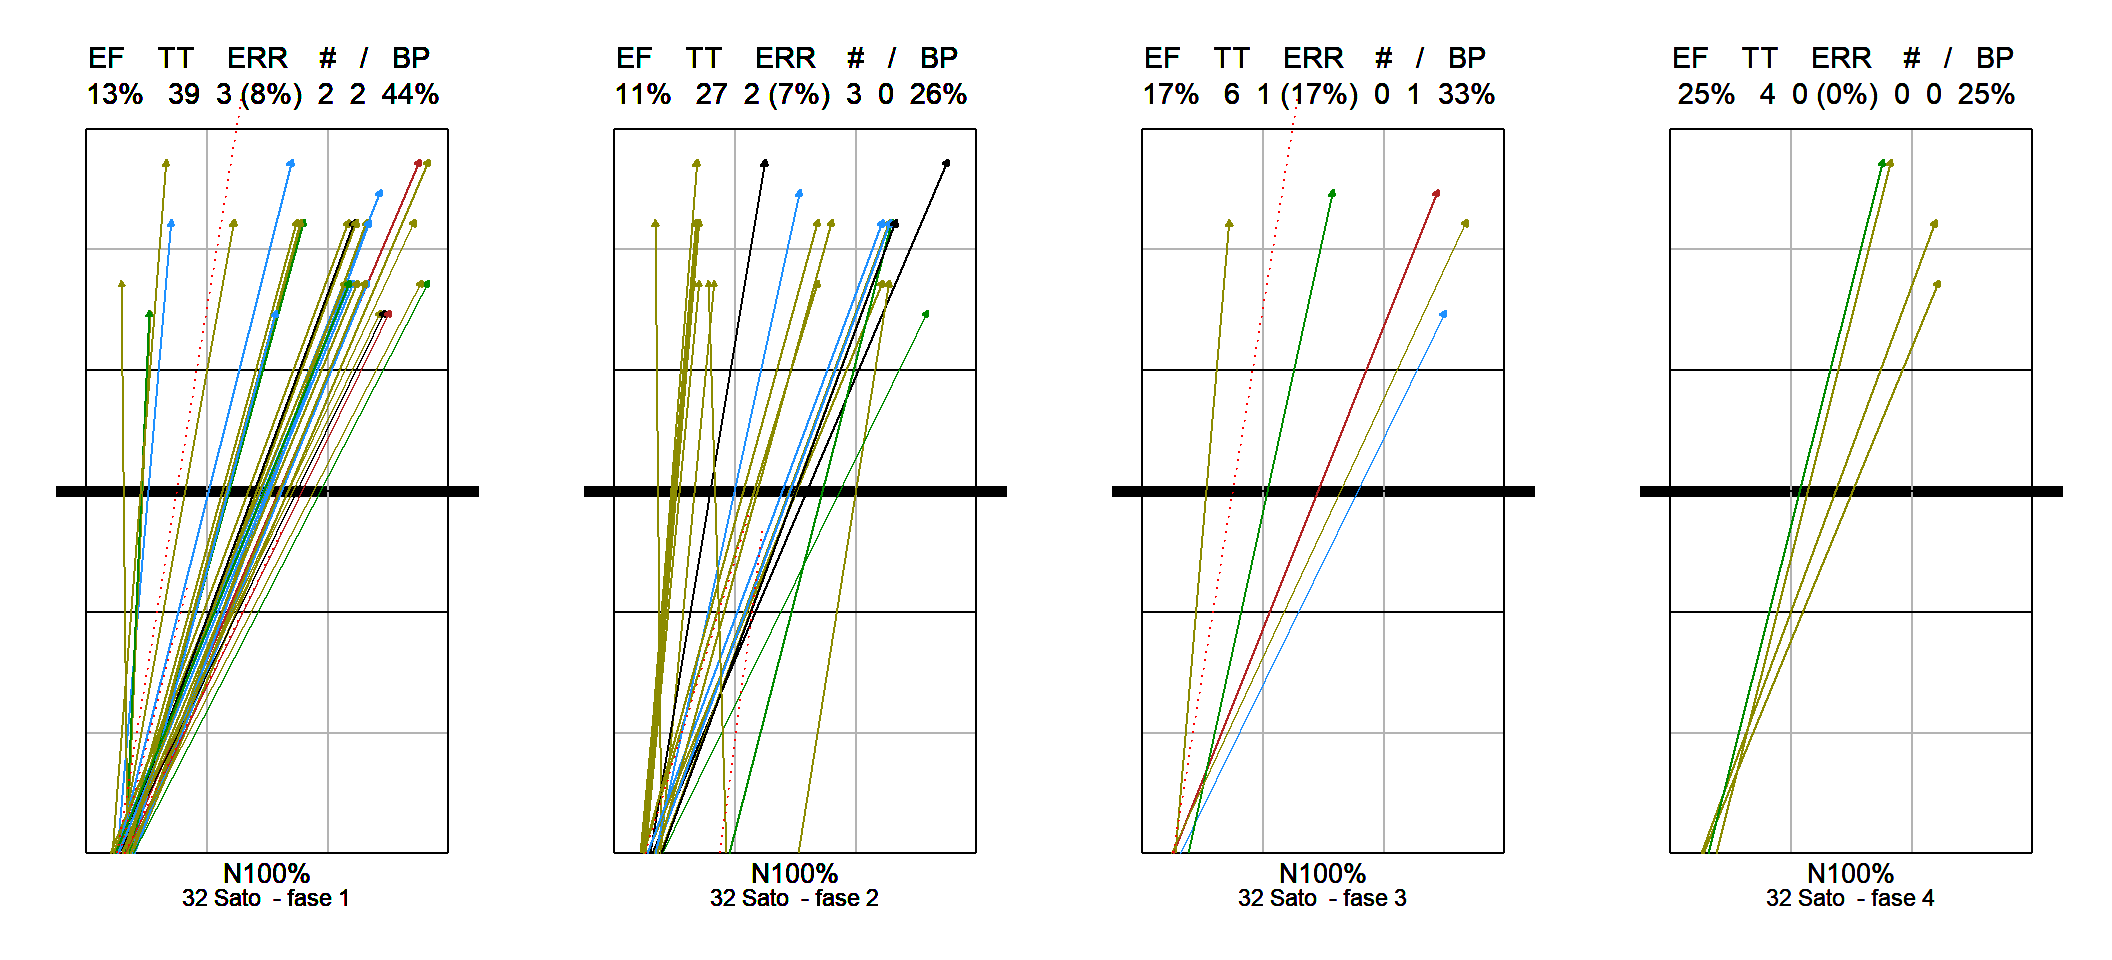 EF TT ERR # / BP
13% 39 3 (8%) 2 2 44%
N100%
32 Sato - fase 1
EF TT ERR # / BP
11% 27 2 (7%) 3 0 26%
N100%
32 Sato - fase 2
EF TT ERR # / BP
17% 6 1 (17%) 0 1 33%
N100%
32 Sato - fase 3
EF TT ERR # / BP
25% 4 0 (0%) 0 0 25%
N100%
32 Sato - fase 4